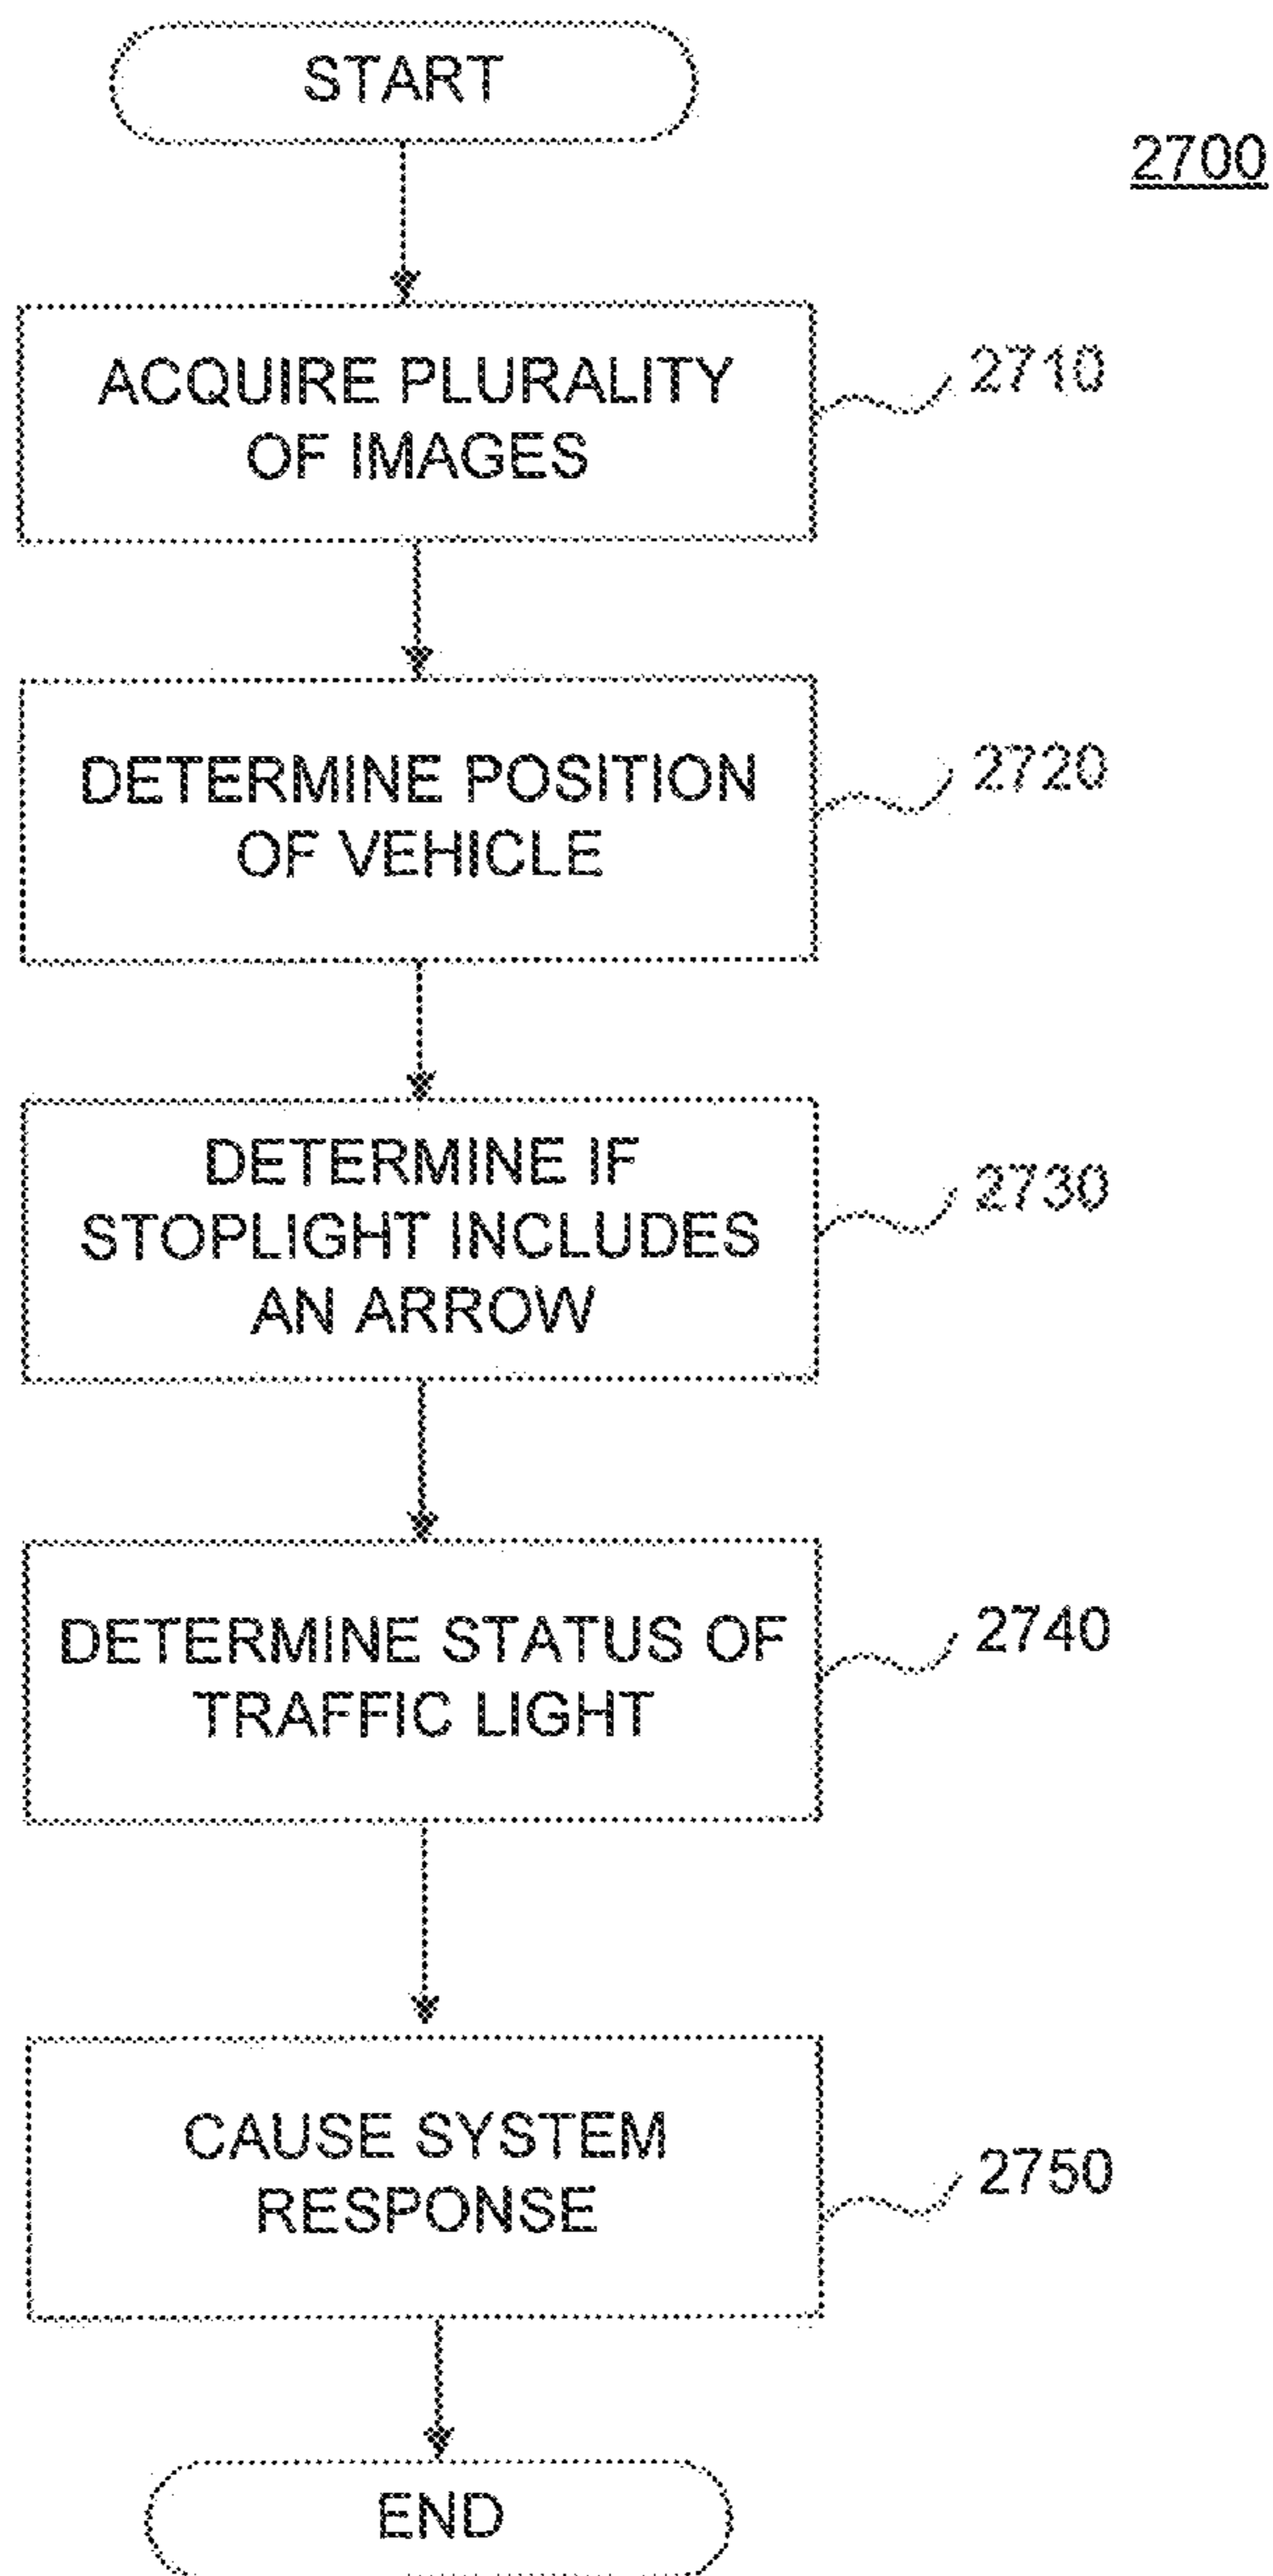 START
2700
ACQUIRE PLURALITY
OF IMAGES
2710
DETERMINE POSITION
OF VEHICLE
2720
DETERMINE IF
STOPLIGHT INCLUDES
AN ARROW
2730
DETERMINE STATUS OF
TRAFFIC LIGHT
2740
CAUSE SYSTEM
RESPONSE
2750
END